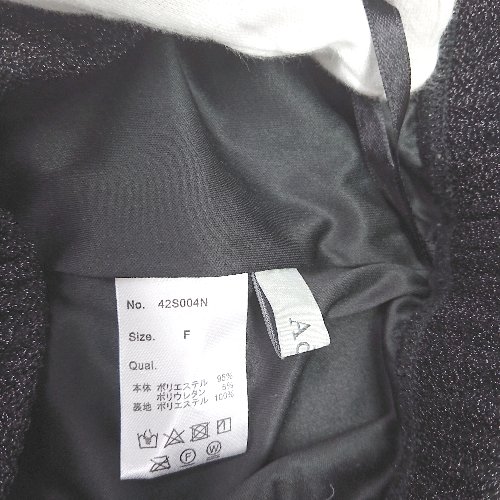 No. 42S004N
Size. F
Qual.
本体 ポリエステル 95%
ポリウレタン 5%
裏地 ポリエステル 100%
F W